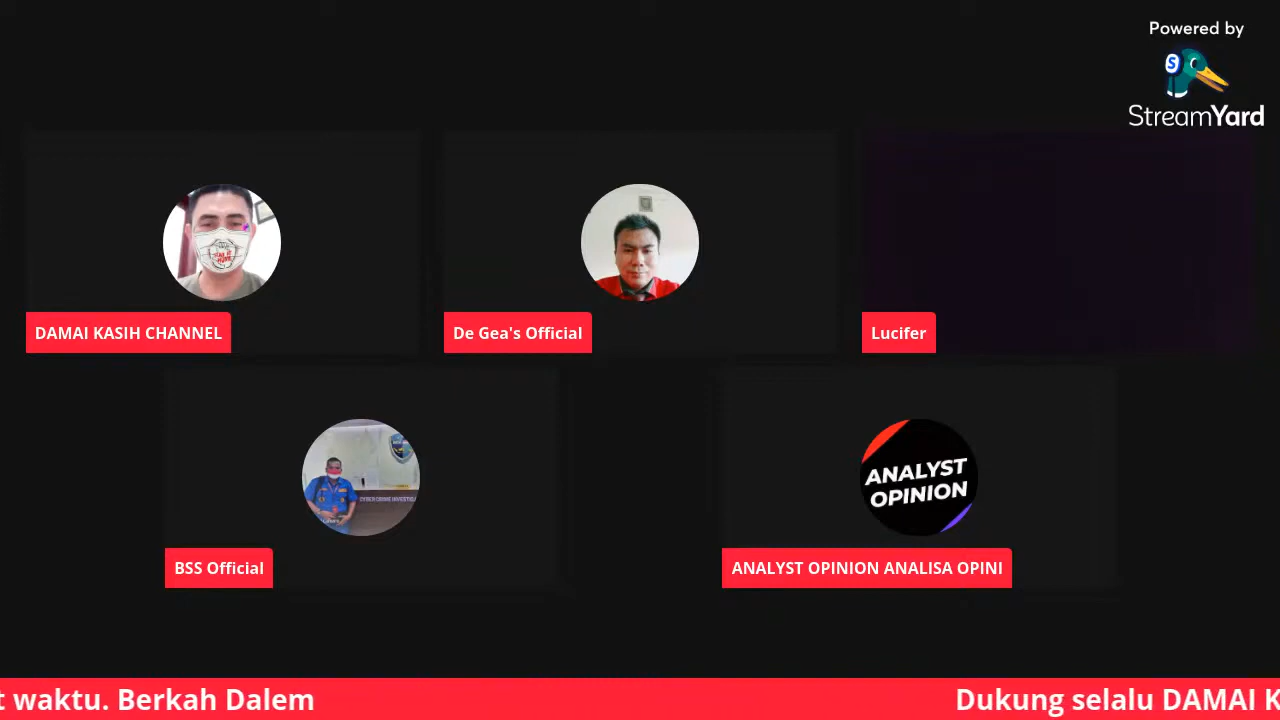 Powered by
StreamYard
DAMAI KASIH CHANNEL
De Gea's Official
Lucifer
BSS Official
ANALYST
OPINION
ANALYST OPINION ANALISA OPINI
t waktu. Berkah Dalem
Dukung selalu DAMAI K